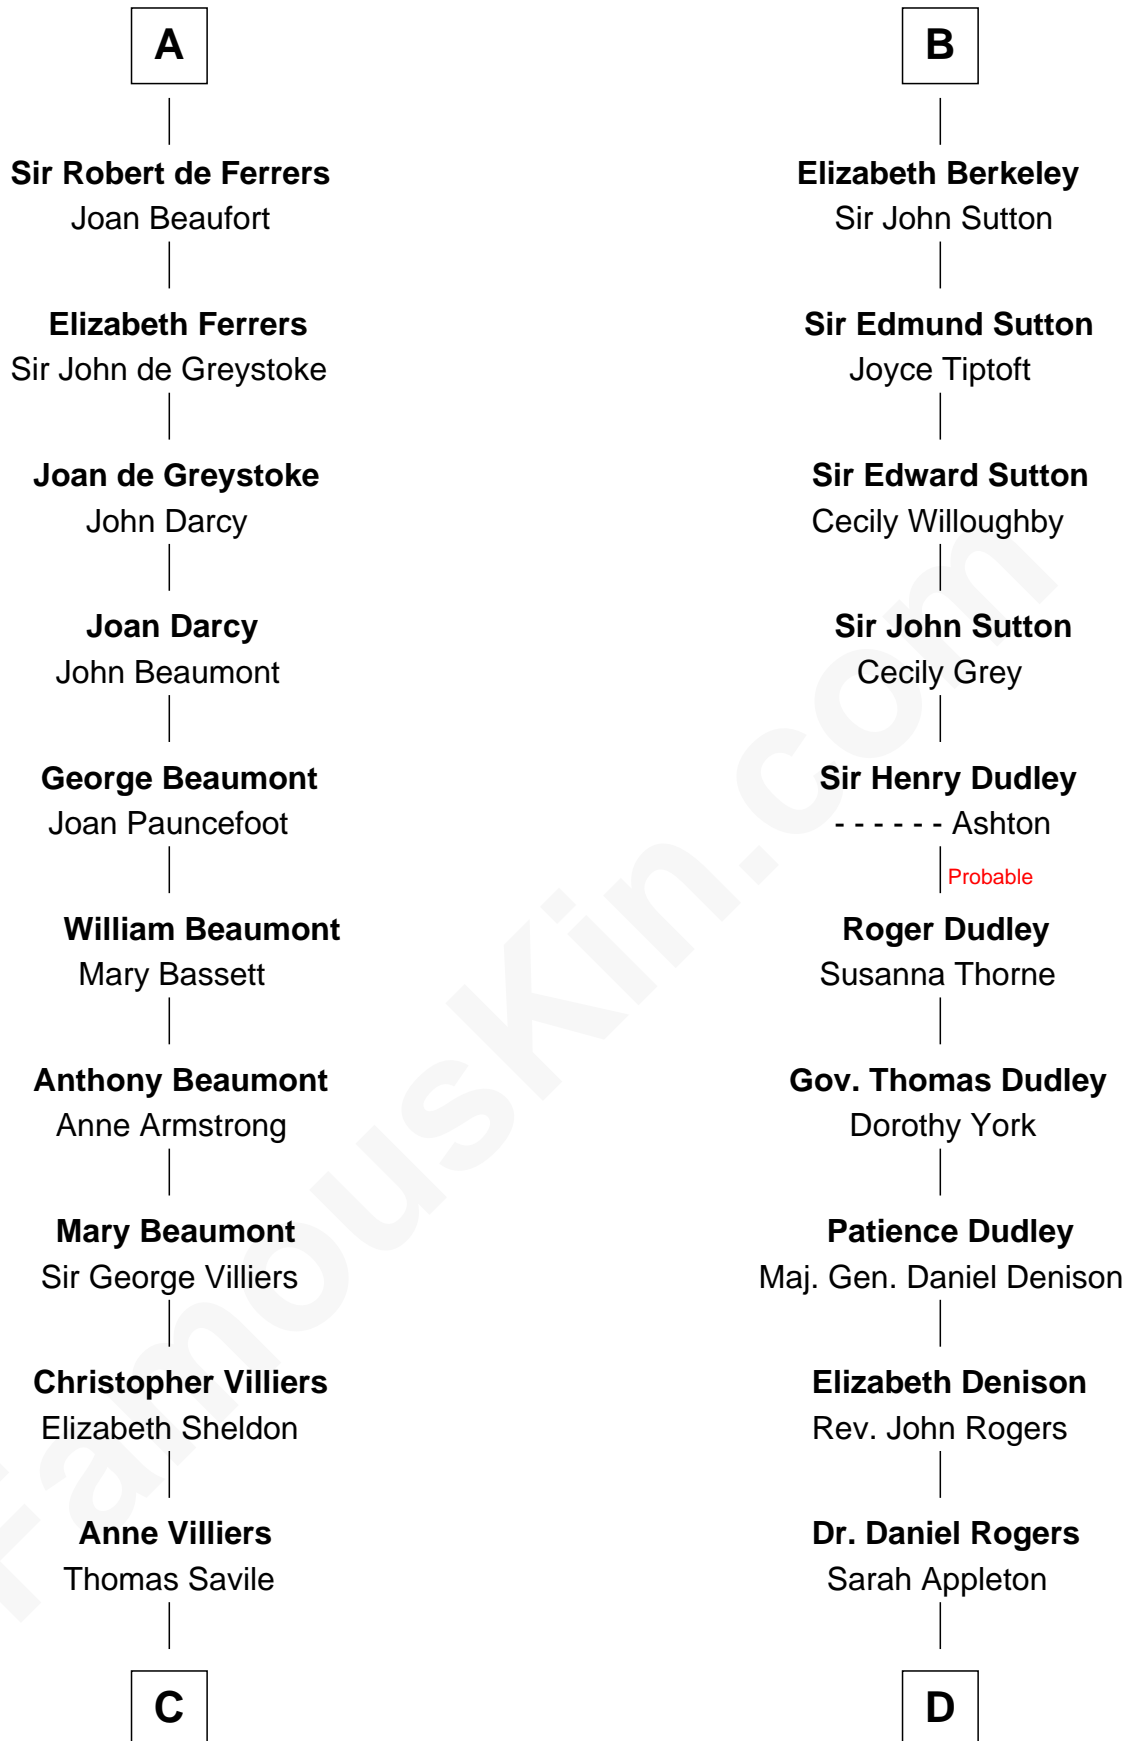 A
Sir Robert de Ferrers
Joan Beaufort
Elizabeth Ferrers
Sir John de Greystoke
Joan de Greystoke
John Darcy
Joan Darcy
John Beaumont
George Beaumont
Joan Pauncefoot
William Beaumont
Mary Bassett
Anthony Beaumont
Anne Armstrong
Mary Beaumont
Sir George Villiers
Christopher Villiers
Elizabeth Sheldon
Anne Villiers
Thomas Savile
C
B
Elizabeth Berkeley
Sir John Sutton
Sir Edmund Sutton
Joyce Tiptoft
Sir Edward Sutton
Cecily Willoughby
Sir John Sutton
Cecily Grey
Sir Henry Dudley
- - - - - - Ashton
Probable
Roger Dudley
Susanna Thorne
Gov. Thomas Dudley
Dorothy York
Patience Dudley
Maj. Gen. Daniel Denison
Elizabeth Denison
Rev. John Rogers
Dr. Daniel Rogers
Sarah Appleton
D
FamousKin.com